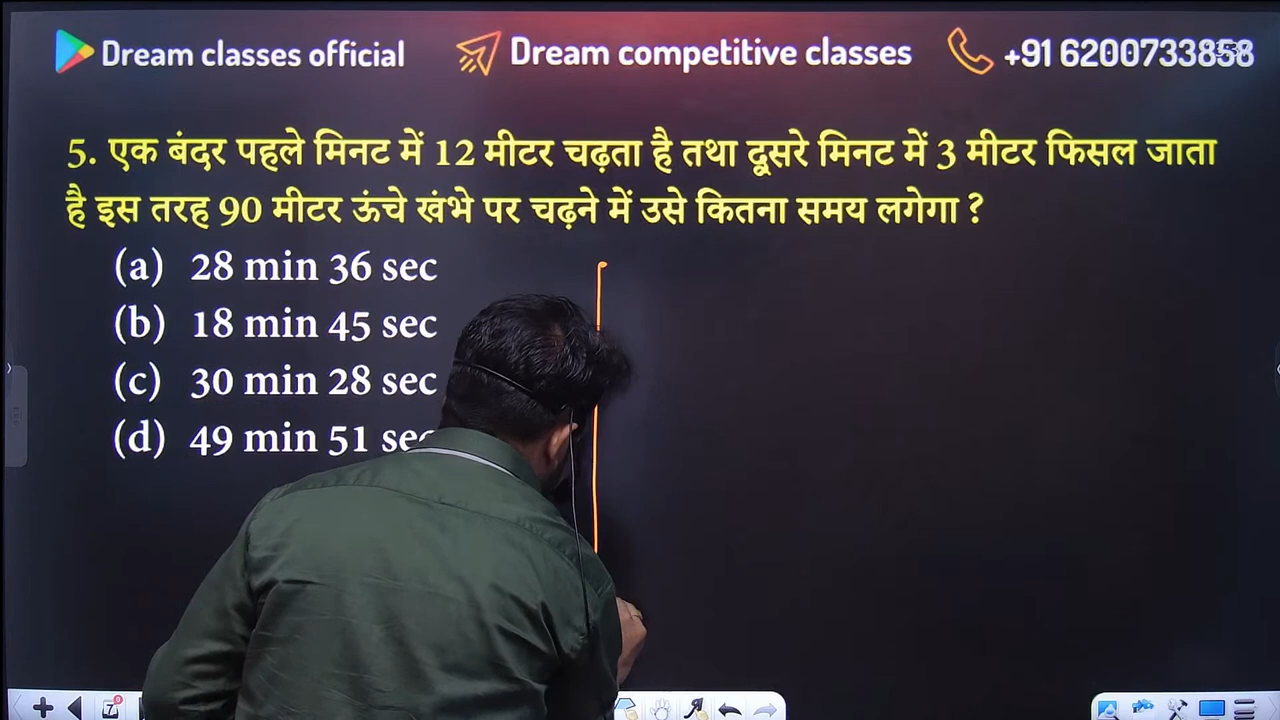 Dream classes official
Dream competitive classes
+91 6200733858
5. एक बंदर पहले मिनट में 12 मीटर चढ़ता है तथा दूसरे मिनट में 3 मीटर फिसल जाता
है इस तरह 90 मीटर ऊंचे खंभे पर चढ़ने में उसे कितना समय लगेगा ?
(a) 28 min 36 sec
(b) 18 min 45 sec
(c) 30 min 28 sec
(d) 49 min 51 sec